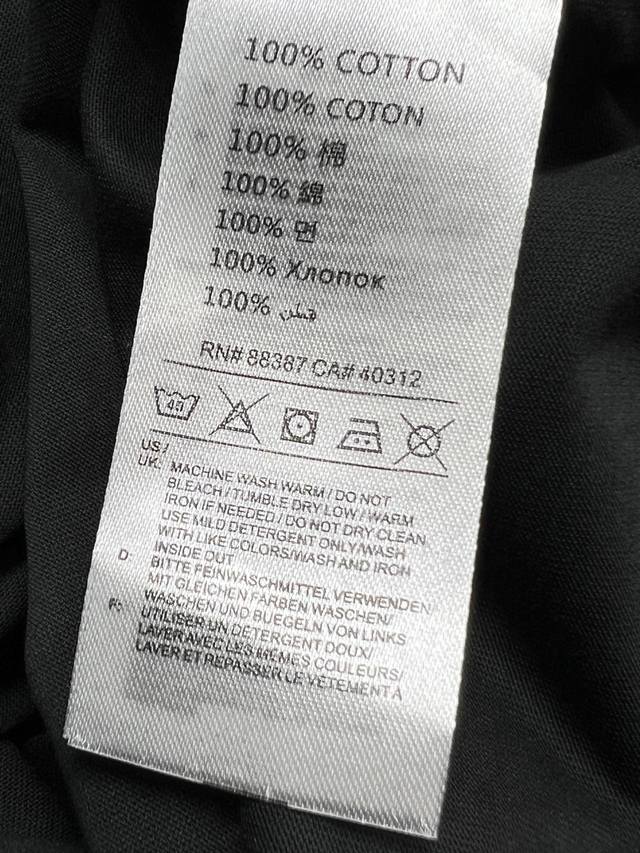 100% COTTON
100% COTON
100% 棉
100% 綿
100% 면
100% Хлопок
100% قطن
RN# 88387 CA# 40312
40
US /
UK: MACHINE WASH WARM / DO NOT
BLEACH / TUMBLE DRY LOW / WARM
IRON IF NEEDED / DO NOT DRY CLEAN
USE MILD DETERGENT ONLY/WASH
WITH LIKE COLORS/WASH AND IRON
INSIDE OUT
D: BITTE FEINWASCHMITTEL VERWENDEN
MIT GLEICHEN FARBEN WASCHEN/
WASCHEN UND BUEGELN VON LINKS
F: UTILISER UN DETERGENT DOUX/
LAVER AVEC LES MEMES COULEURS/
LAVER ET REPASSER LE VETEMENT A